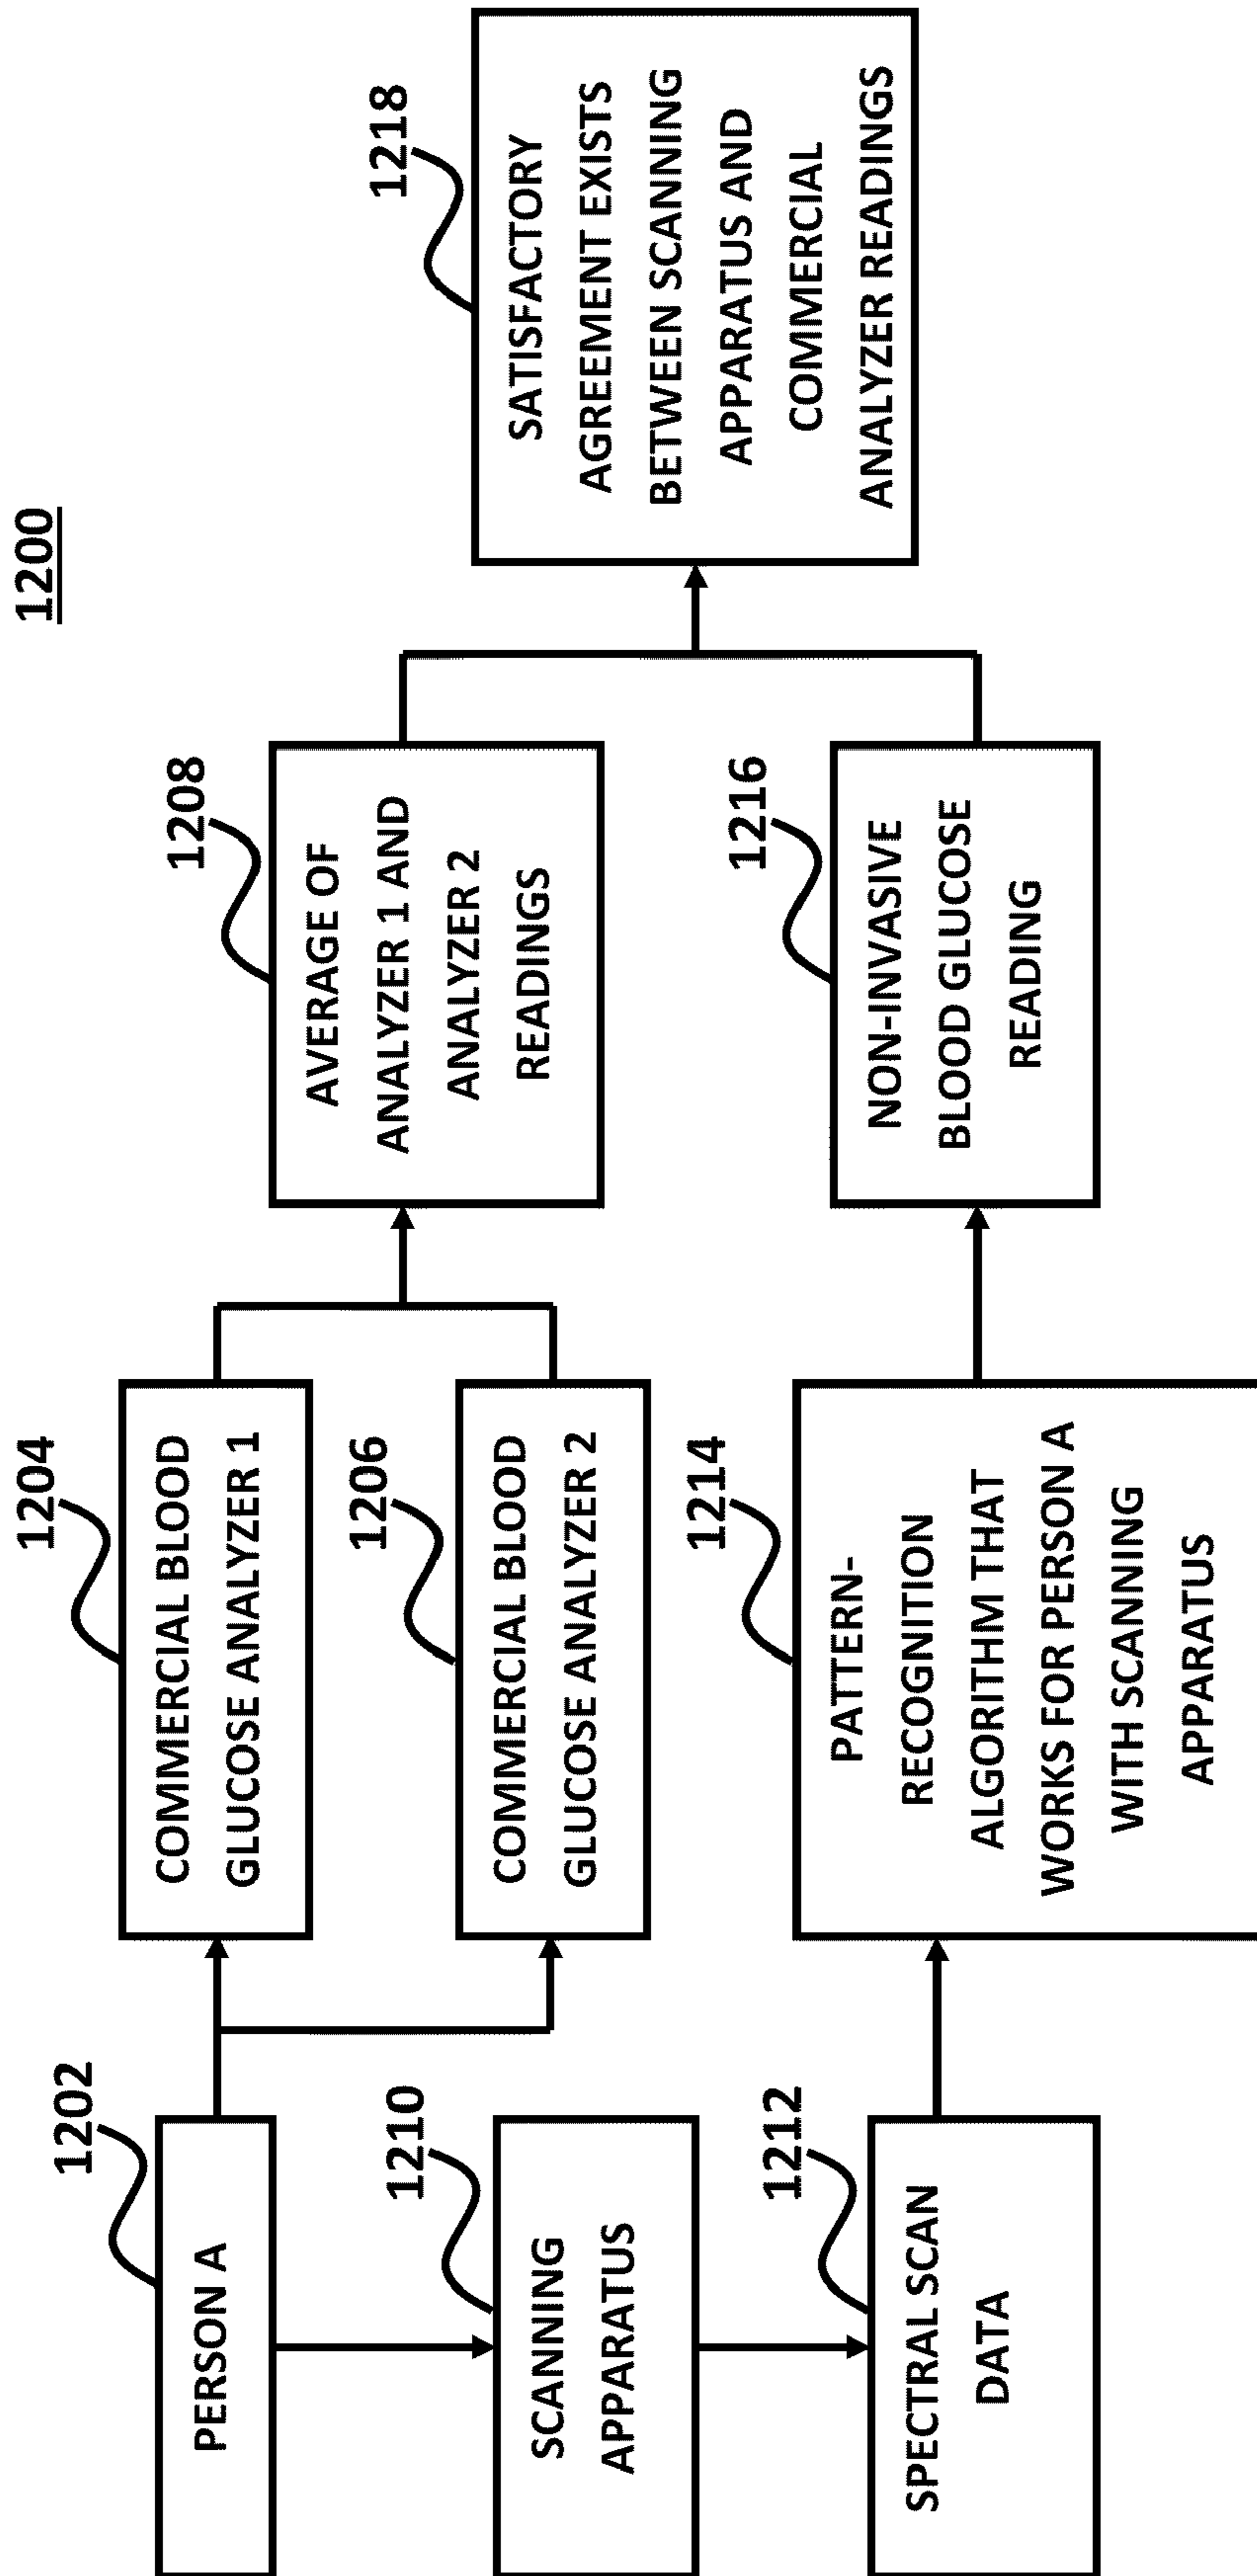 1200
1202
PERSON A
1204
COMMERCIAL BLOOD
GLUCOSE ANALYZER 1
1206
COMMERCIAL BLOOD
GLUCOSE ANALYZER 2
1208
AVERAGE OF
ANALYZER 1 AND
ANALYZER 2
READINGS
1210
SCANNING
APPARATUS
1212
SPECTRAL SCAN
DATA
1214
PATTERN-
RECOGNITION
ALGORITHM THAT
WORKS FOR PERSON A
WITH SCANNING
APPARATUS
1216
NON-INVASIVE
BLOOD GLUCOSE
READING
1218
SATISFACTORY
AGREEMENT EXISTS
BETWEEN SCANNING
APPARATUS AND
COMMERCIAL
ANALYZER READINGS